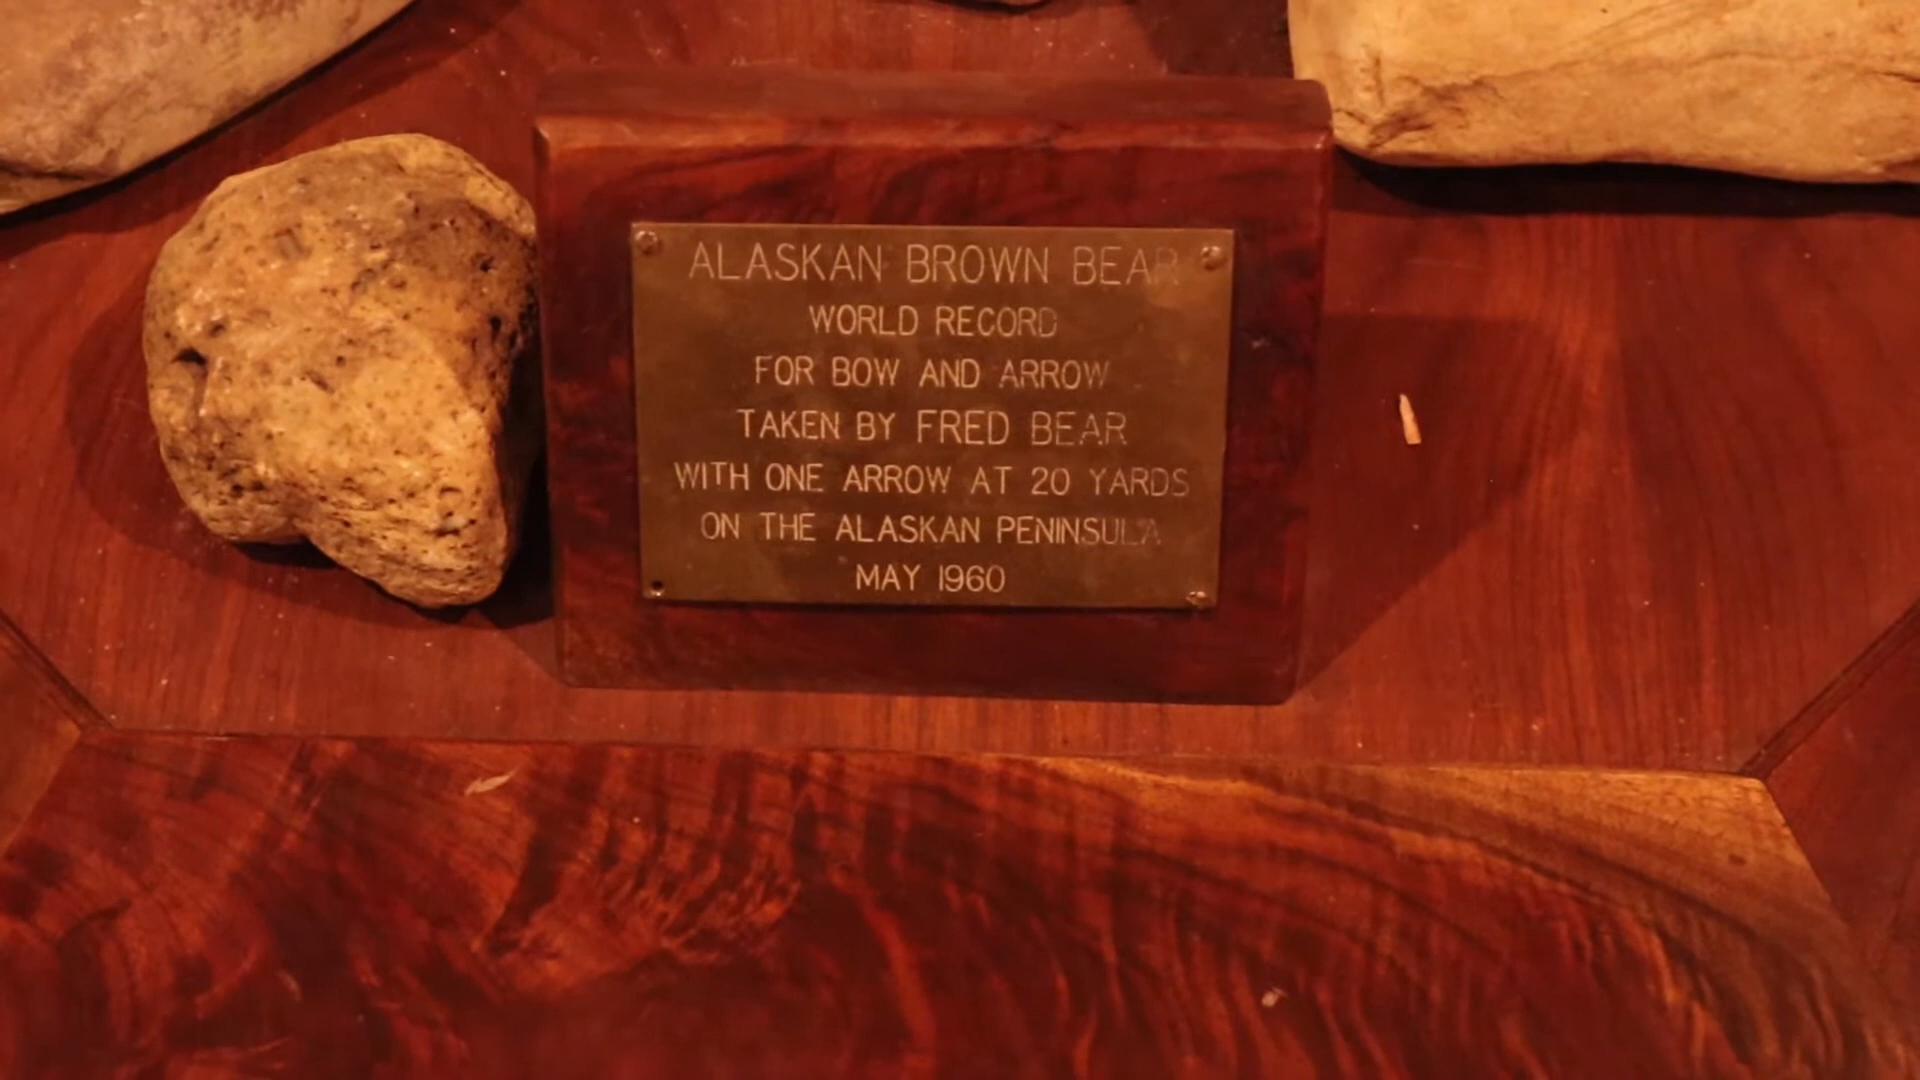 ALASKAN BROWN BEAR
WORLD RECORD
FOR BOW AND ARROW
TAKEN BY FRED BEAR
WITH ONE ARROW AT 20 YARDS
ON THE ALASKAN PENINSULA
MAY 1960